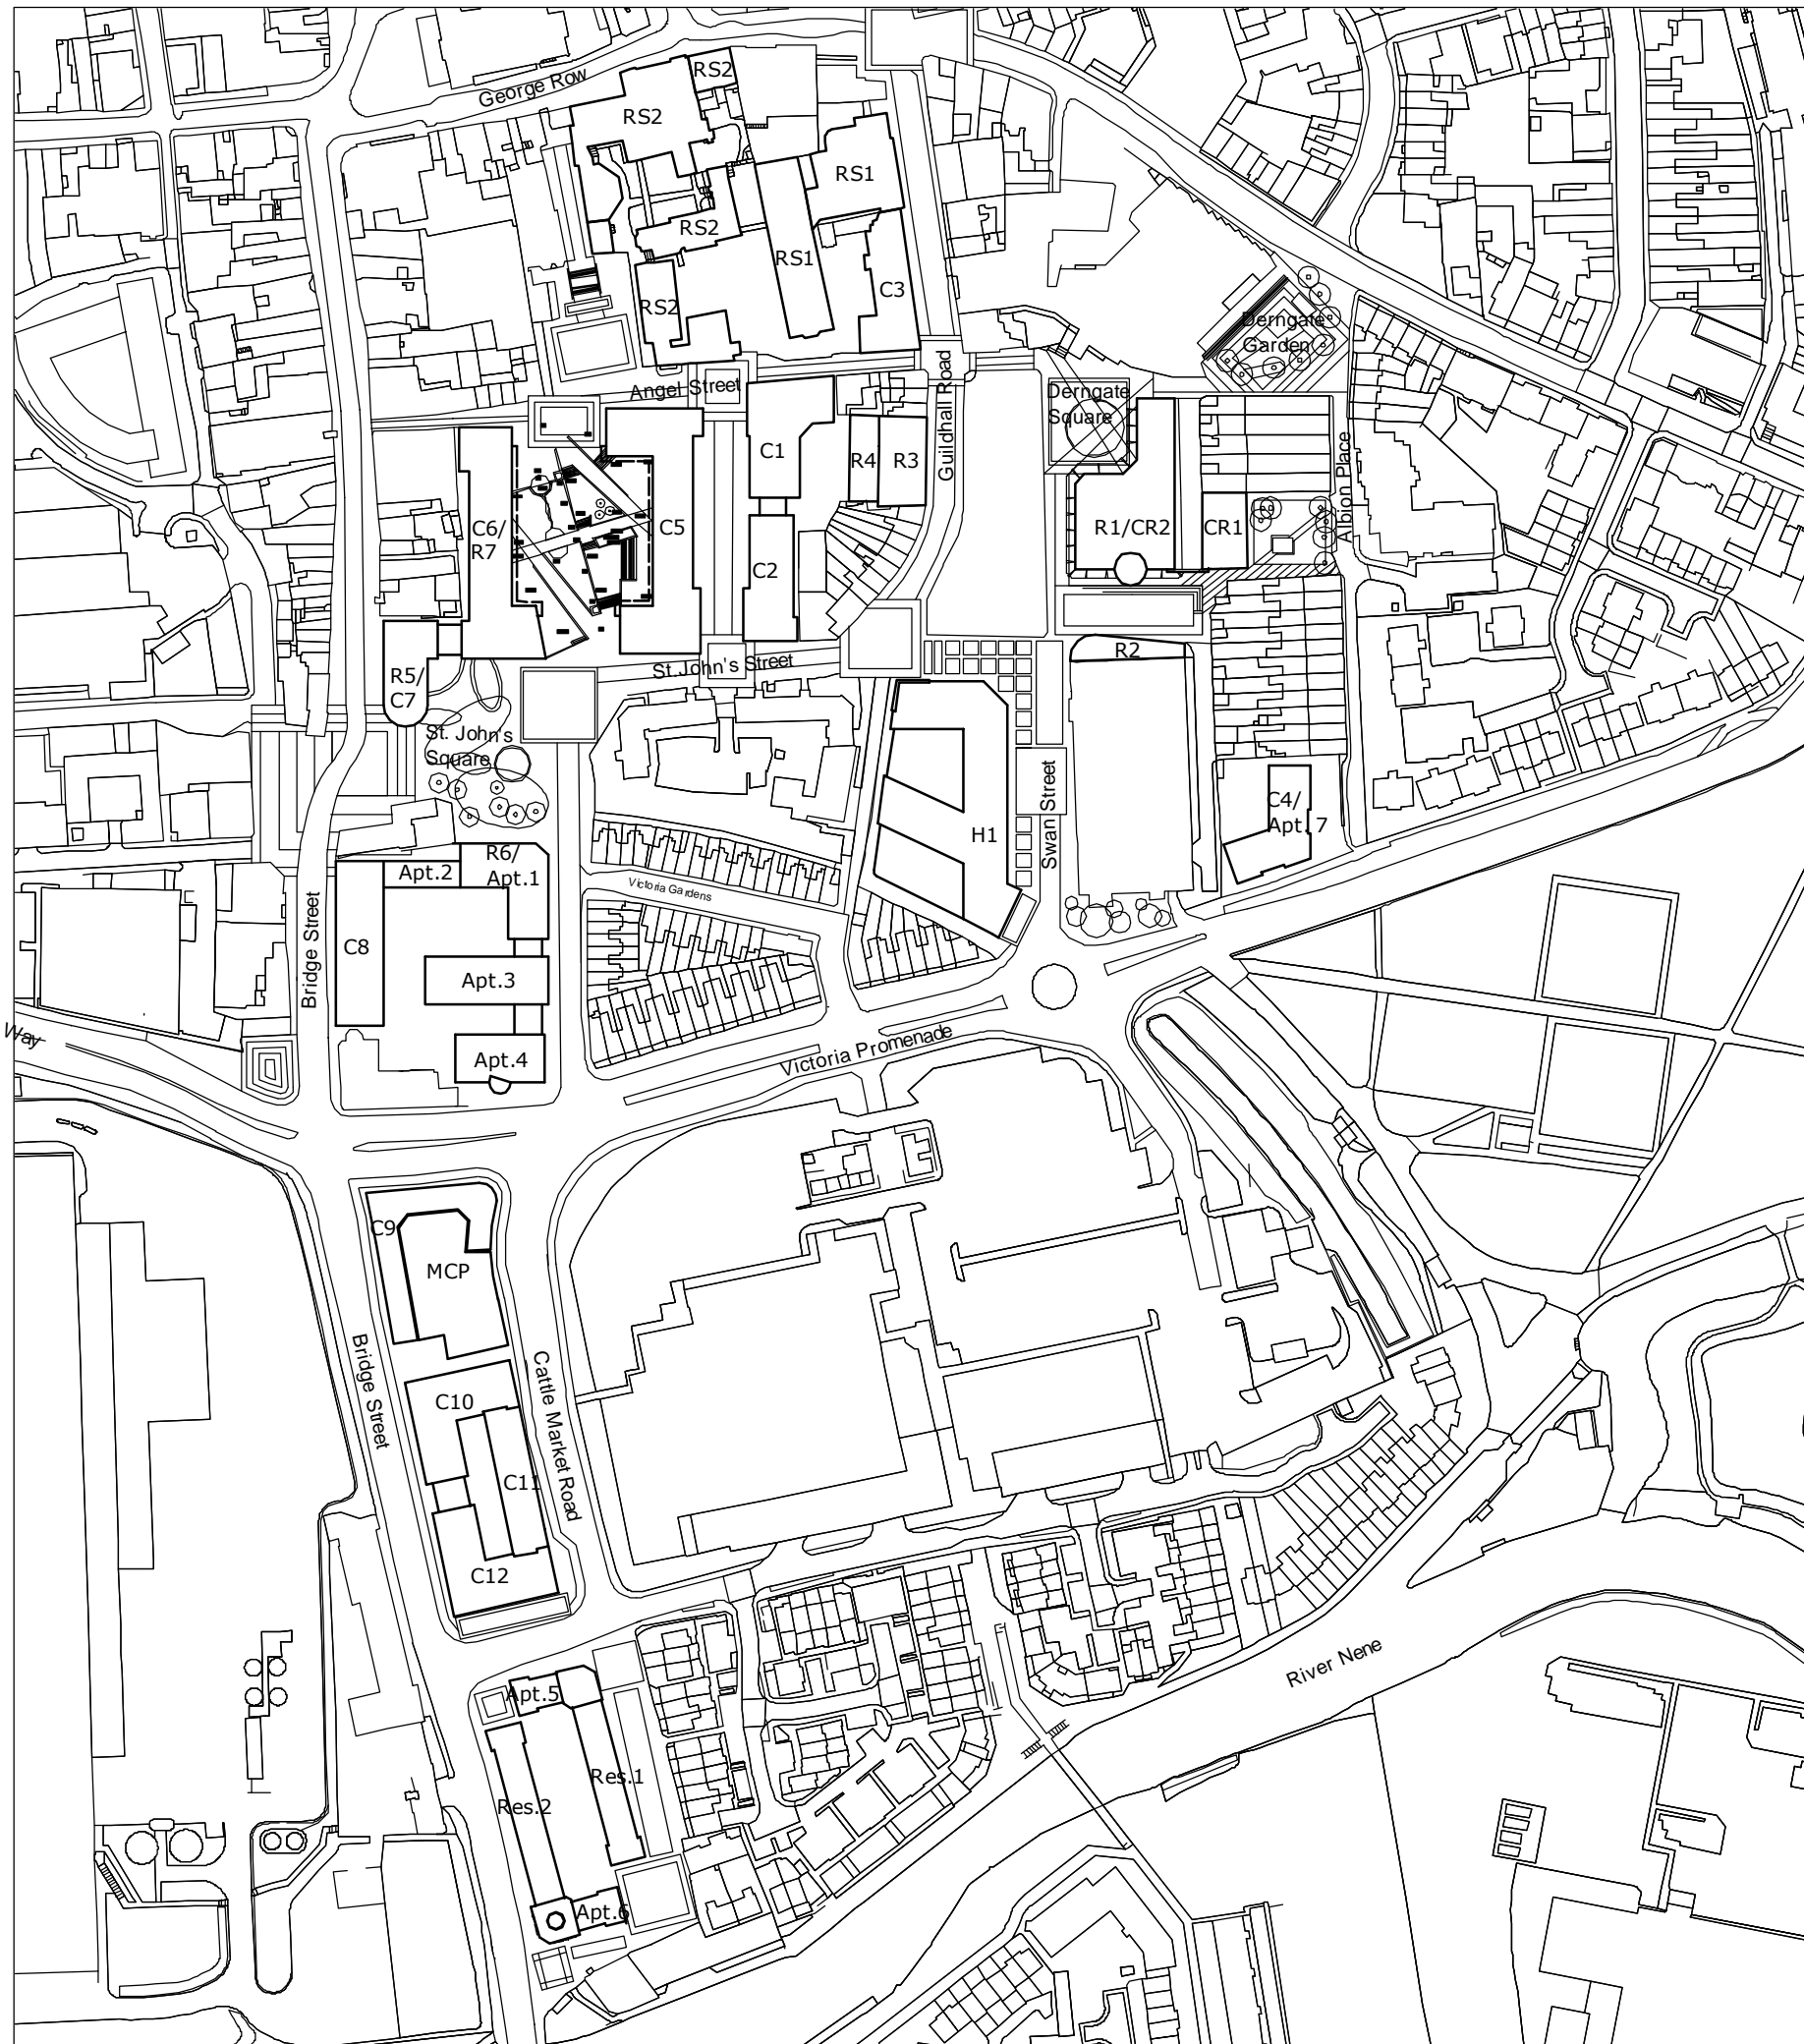 George Row
RS2
RS2
RS1
RS2
RS1
C3
RS2
Derngate
Garden
Angel Street
Guildhall Road
Derngate
Square
C1
R4
R3
Albion Place
C6/
R7
C5
R1/CR2
CR1
C2
R2
St.John's Street
R5/
C7
St. John's
Square
Swan Street
C4/
Apt. 7
H1
R6/
Apt.1
Apt.2
Victoria Gardens
Bridge Street
C8
Apt.3
Way
Apt.4
Victoria Promenade
C9
MCP
Bridge Street
Cattle Market Road
C10
C11
C12
River Nene
Apt.5
Res.1
Res.2
Apt.6